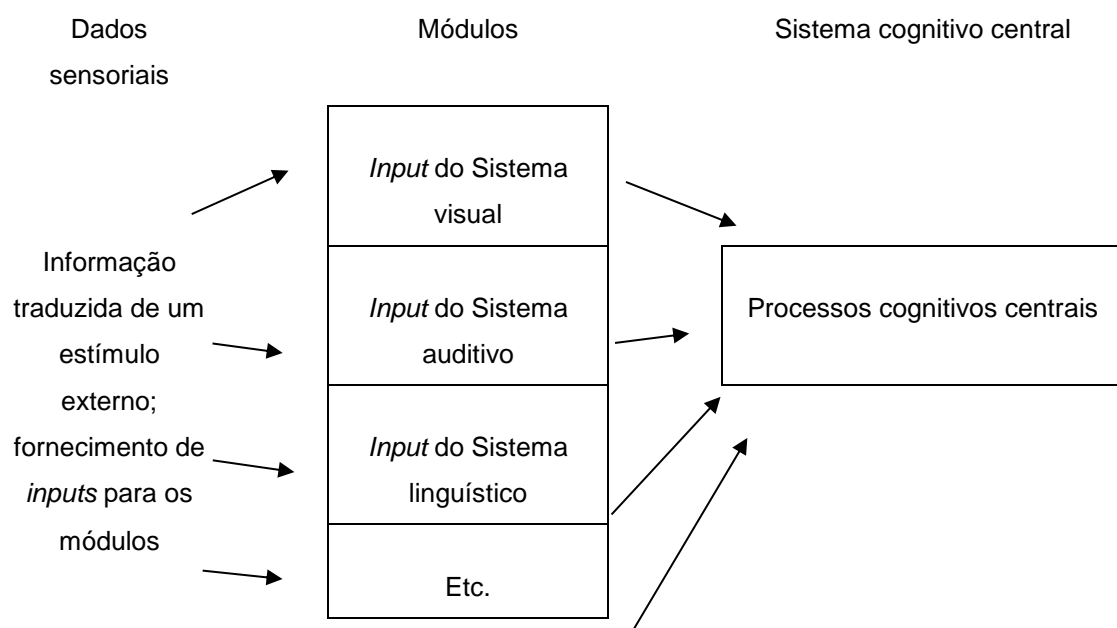 Dados
sensoriais
Módulos
Sistema cognitivo central
Informação
traduzida de um
estímulo
externo;
fornecimento de
inputs para os
módulos
Input do Sistema
visual
Input do Sistema
auditivo
Input do Sistema
linguístico
Etc.
Processos cognitivos centrais